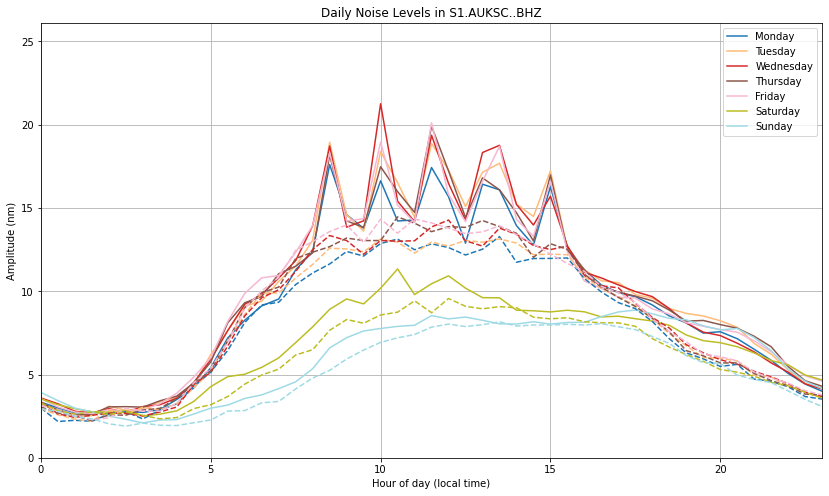 Daily Noise Levels in S1.AUKSC..BHZ
Amplitude (nm)
25
20
15
10
5
0
0 5 10 15 20
Hour of day (local time)
Monday
Tuesday
Wednesday
Thursday
Friday
Saturday
Sunday